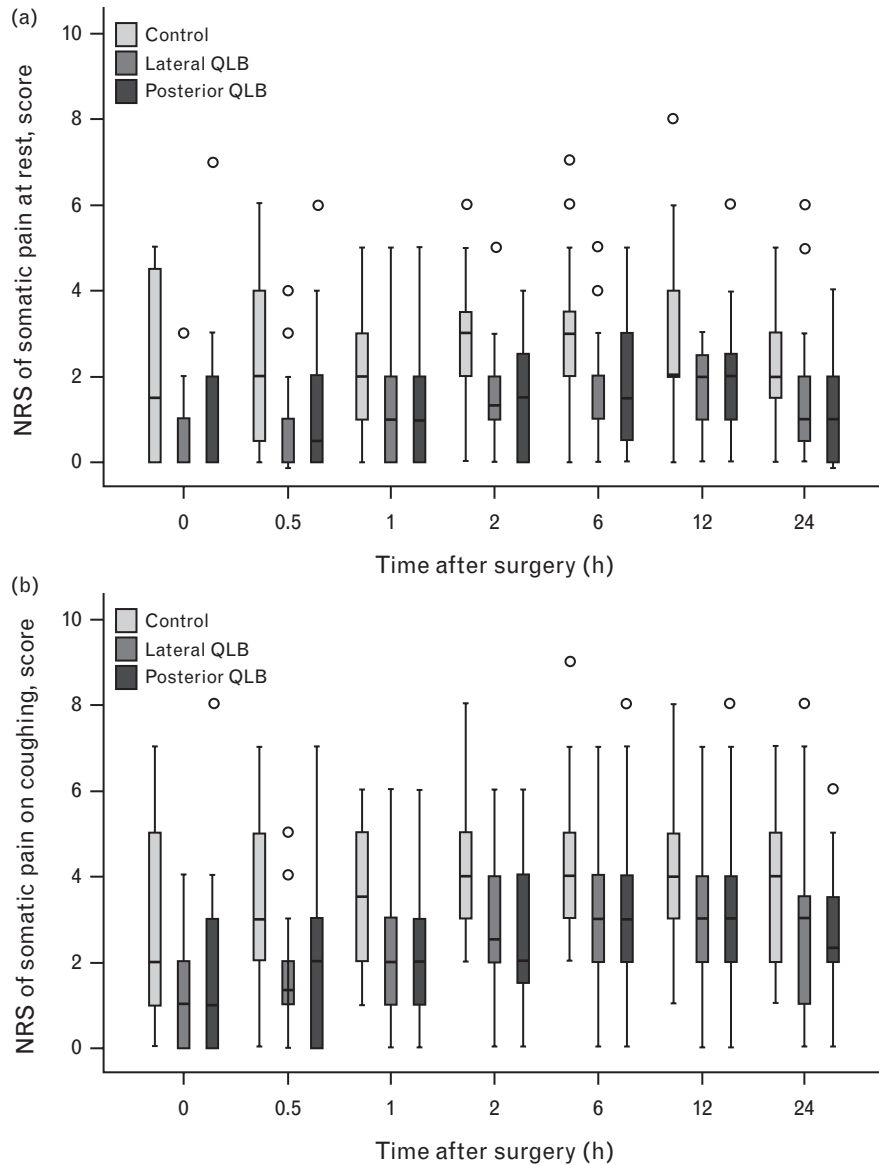 (a)
Control
Lateral QLB
Posterior QLB
NRS of somatic pain at rest, score
10
8
6
4
2
0
0 0.5 1 2 6 12 24
Time after surgery (h)
(b)
Control
Lateral QLB
Posterior QLB
NRS of somatic pain on coughing, score
10
8
6
4
2
0
0 0.5 1 2 6 12 24
Time after surgery (h)